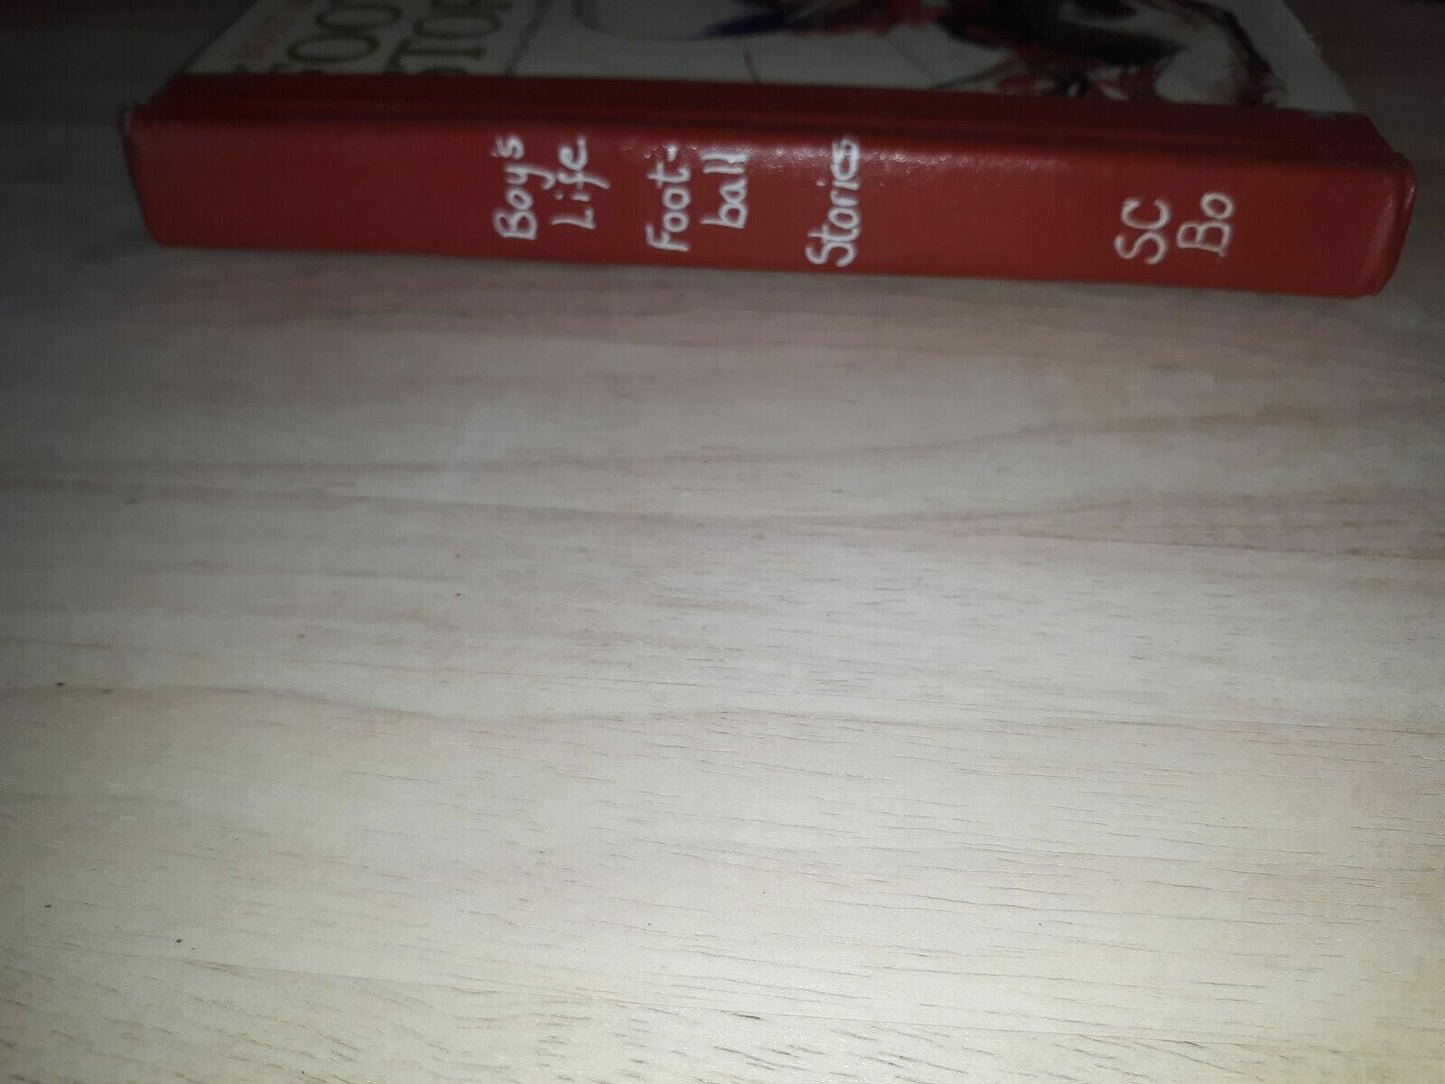 Boy's
Life
Foot-
ball
Stories
SC
Bo